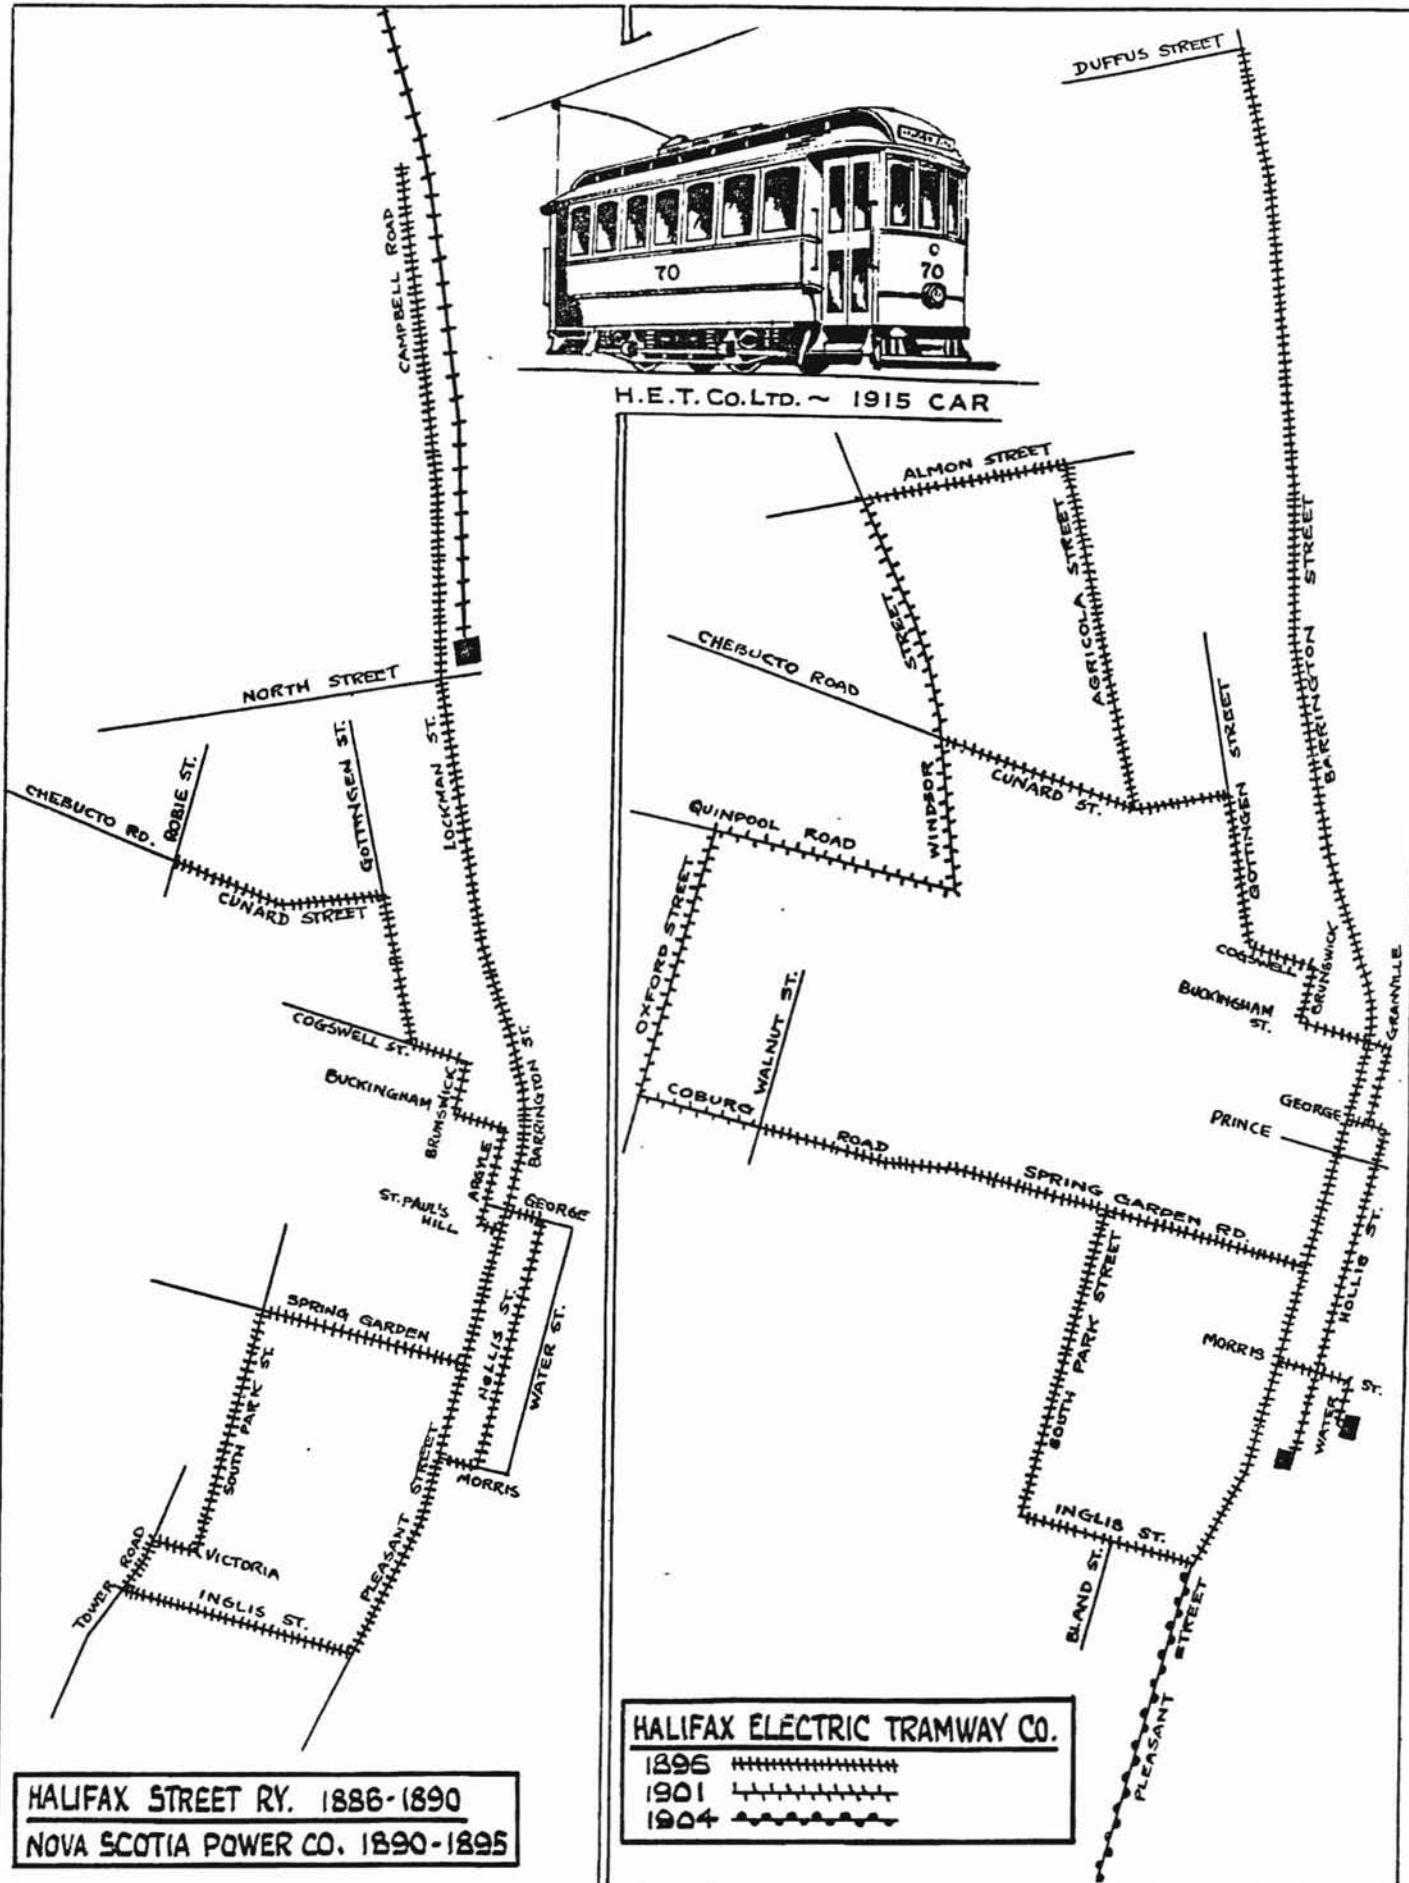 70
70
H.E.T. CO. LTD. ~ 1915 CAR
CAMPBELL ROAD
NORTH STREET
LOCKMAN ST.
GOTTINGEN ST.
ROBIE ST.
CHEBUCTO RD.
CUNARD STREET
COGSWELL ST.
BUCKINGHAM
BRUNSWICK
BARRINGTON ST.
ARGYLE
ST. PAUL'S
HILL
GEORGE
SPRING GARDEN
HOLLIS ST.
WATER ST.
SOUTH PARK ST.
PLEASANT STREET
MORRIS
TOWER ROAD
VICTORIA
INGLIS ST.
HALIFAX STREET RY. 1886-1890
NOVA SCOTIA POWER CO. 1890-1895
DUFFUS STREET
ALMON STREET
AGRICOLA STREET
BARRINGTON STREET
WINDSOR STREET
CHEBUCTO ROAD
CUNARD ST.
GOTTINGEN STREET
QUINPOOL ROAD
OXFORD STREET
WALNUT ST.
COBURG ROAD
COGSWELL
BRUNSWICK
BUCKINGHAM
ST.
GRANVILLE
GEORGE
PRINCE
SPRING GARDEN RD.
SOUTH PARK STREET
HOLLIS ST.
MORRIS ST.
WATER
INGLIS ST.
BLAND ST.
PLEASANT STREET
HALIFAX ELECTRIC TRAMWAY CO.
1896
1901
1904